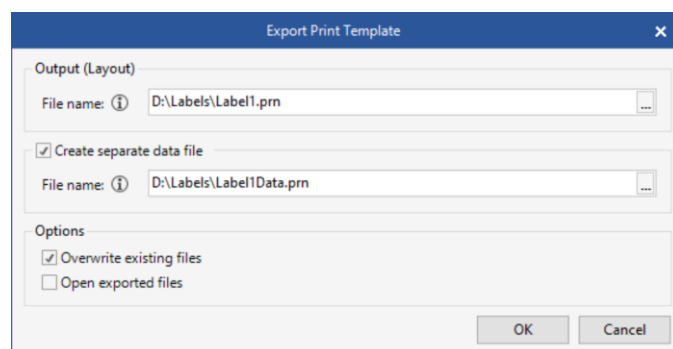 Export Print Template
Output (Layout)
File name:
D:\Labels\Label1.prn
...
Create separate data file
File name:
D:\Labels\Label1Data.prn
...
Options
Overwrite existing files
Open exported files
OK
Cancel